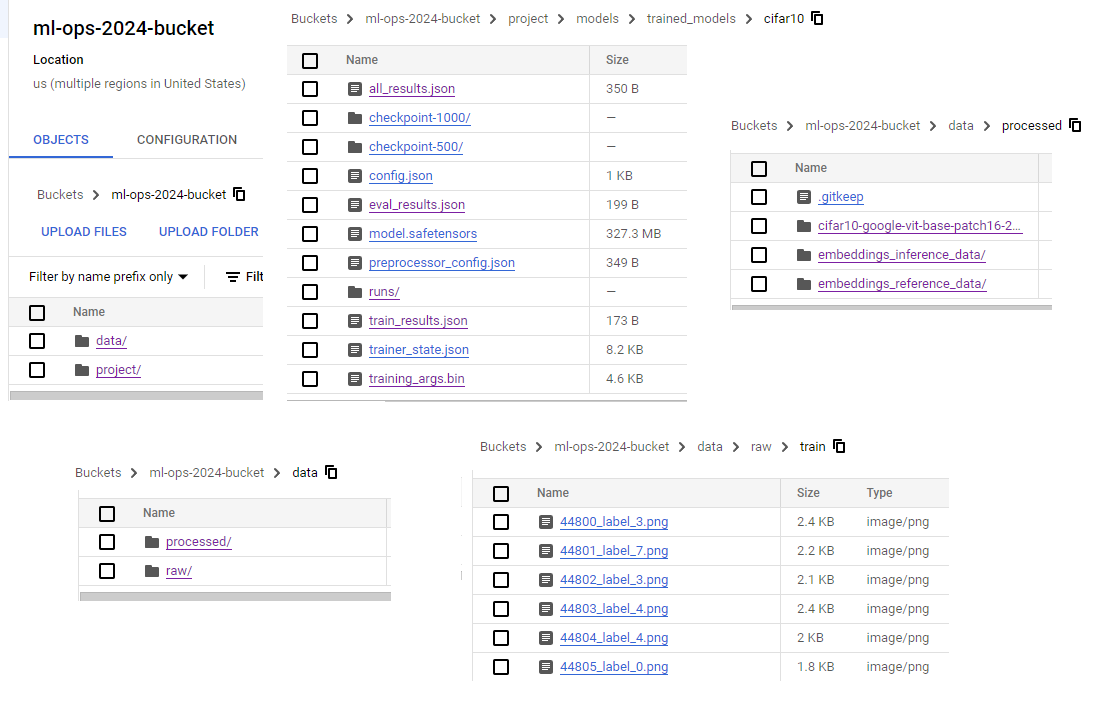 ml-ops-2024-bucket
Location
us (multiple regions in United States)
OBJECTS CONFIGURATION
Buckets ml-ops-2024-bucket
UPLOAD FILES UPLOAD FOLDER
Filter by name prefix only Filt
Name
data/
project/
Buckets ml-ops-2024-bucket project models trained_models cifar10
Name Size
all_results.json 350 B
checkpoint-1000/ —
checkpoint-500/ —
config.json 1 KB
eval_results.json 199 B
model.safetensors 327.3 MB
preprocessor_config.json 349 B
runs/ —
train_results.json 173 B
trainer_state.json 8.2 KB
training_args.bin 4.6 KB
Buckets ml-ops-2024-bucket data processed
Name
.gitkeep
cifar10-google-vit-base-patch16-2...
embeddings_inference_data/
embeddings_reference_data/
Buckets ml-ops-2024-bucket data
Name
processed/
raw/
Buckets ml-ops-2024-bucket data raw train
Name Size Type
44800_label_3.png 2.4 KB image/png
44801_label_7.png 2.2 KB image/png
44802_label_3.png 2.1 KB image/png
44803_label_4.png 2.4 KB image/png
44804_label_4.png 2 KB image/png
44805_label_0.png 1.8 KB image/png